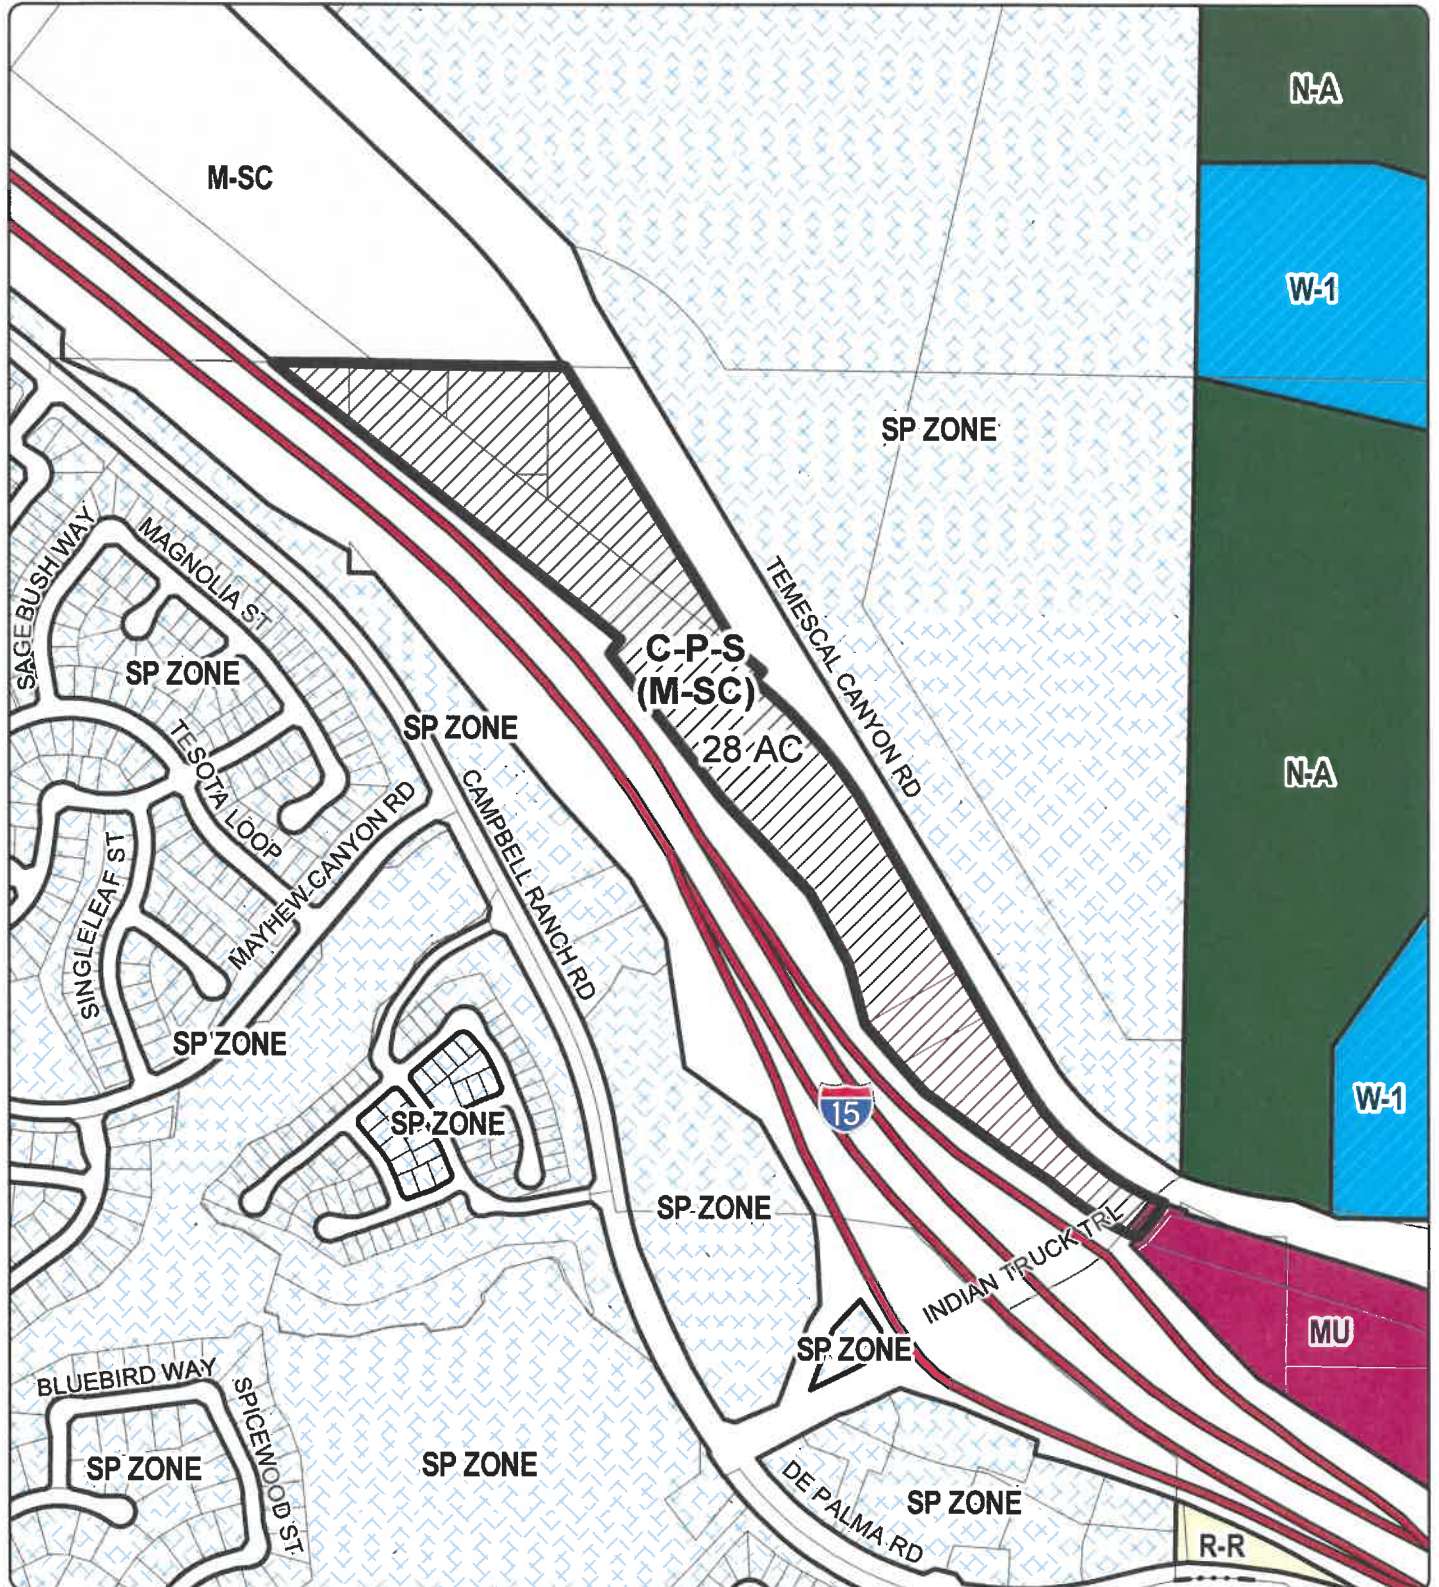 N-A
M-SC
W-1
SP ZONE
SAGEBUSH WAY
MAGNOLIA ST
TEMESCAL CANYON RD
C-P-S
(M-SC)
28 AC
SP ZONE
SP ZONE
TESOTA LOOP
N-A
CAMPBELL RANCH RD
MAYHEW CANYON RD
SINGLELEAF ST
SP ZONE
15
W-1
SP ZONE
SP ZONE
INDIAN TRUCK TRL
MU
SP ZONE
BLUEBIRD WAY
SPICEWOOD ST
SP ZONE
SP ZONE
DE PALMA RD
SP ZONE
R-R